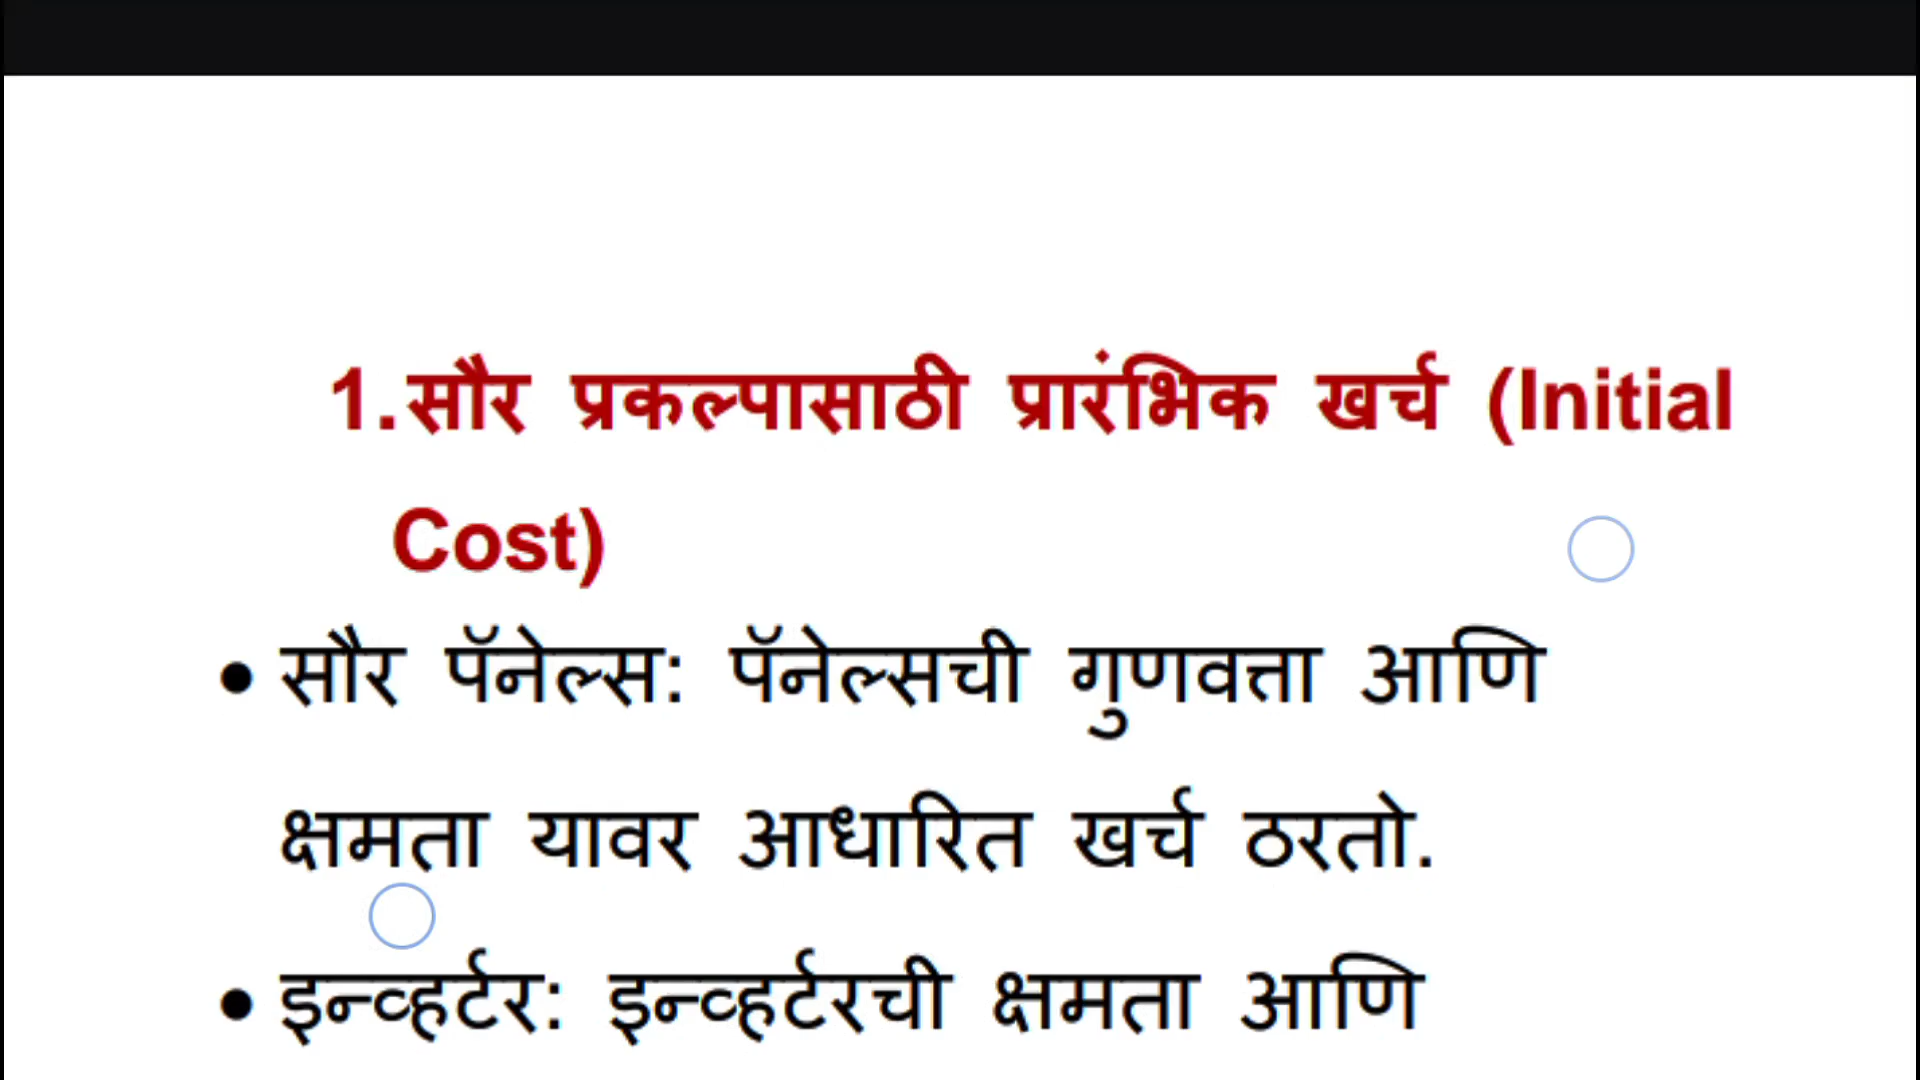 1.सौर प्रकल्पासाठी प्रारंभिक खर्च (Initial
Cost)
● सौर पॅनेल्स: पॅनेल्सची गुणवत्ता आणि
क्षमता यावर आधारित खर्च ठरतो.
● इन्व्हर्टर: इन्व्हर्टरची क्षमता आणि